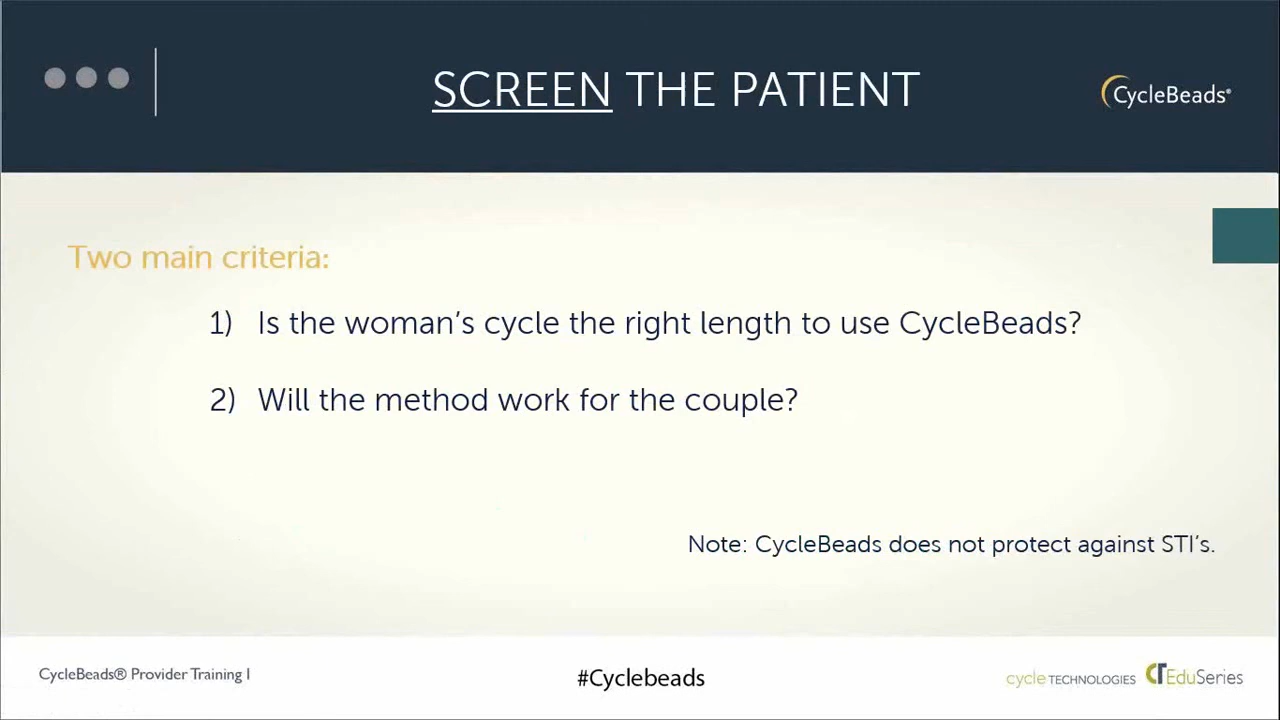 SCREEN THE PATIENT
CycleBeads®
Two main criteria:
1) Is the woman's cycle the right length to use CycleBeads?
2) Will the method work for the couple?
Note: CycleBeads does not protect against STI's.
CycleBeads® Provider Training I
#Cyclebeads
cycle TECHNOLOGIES
CT EduSeries